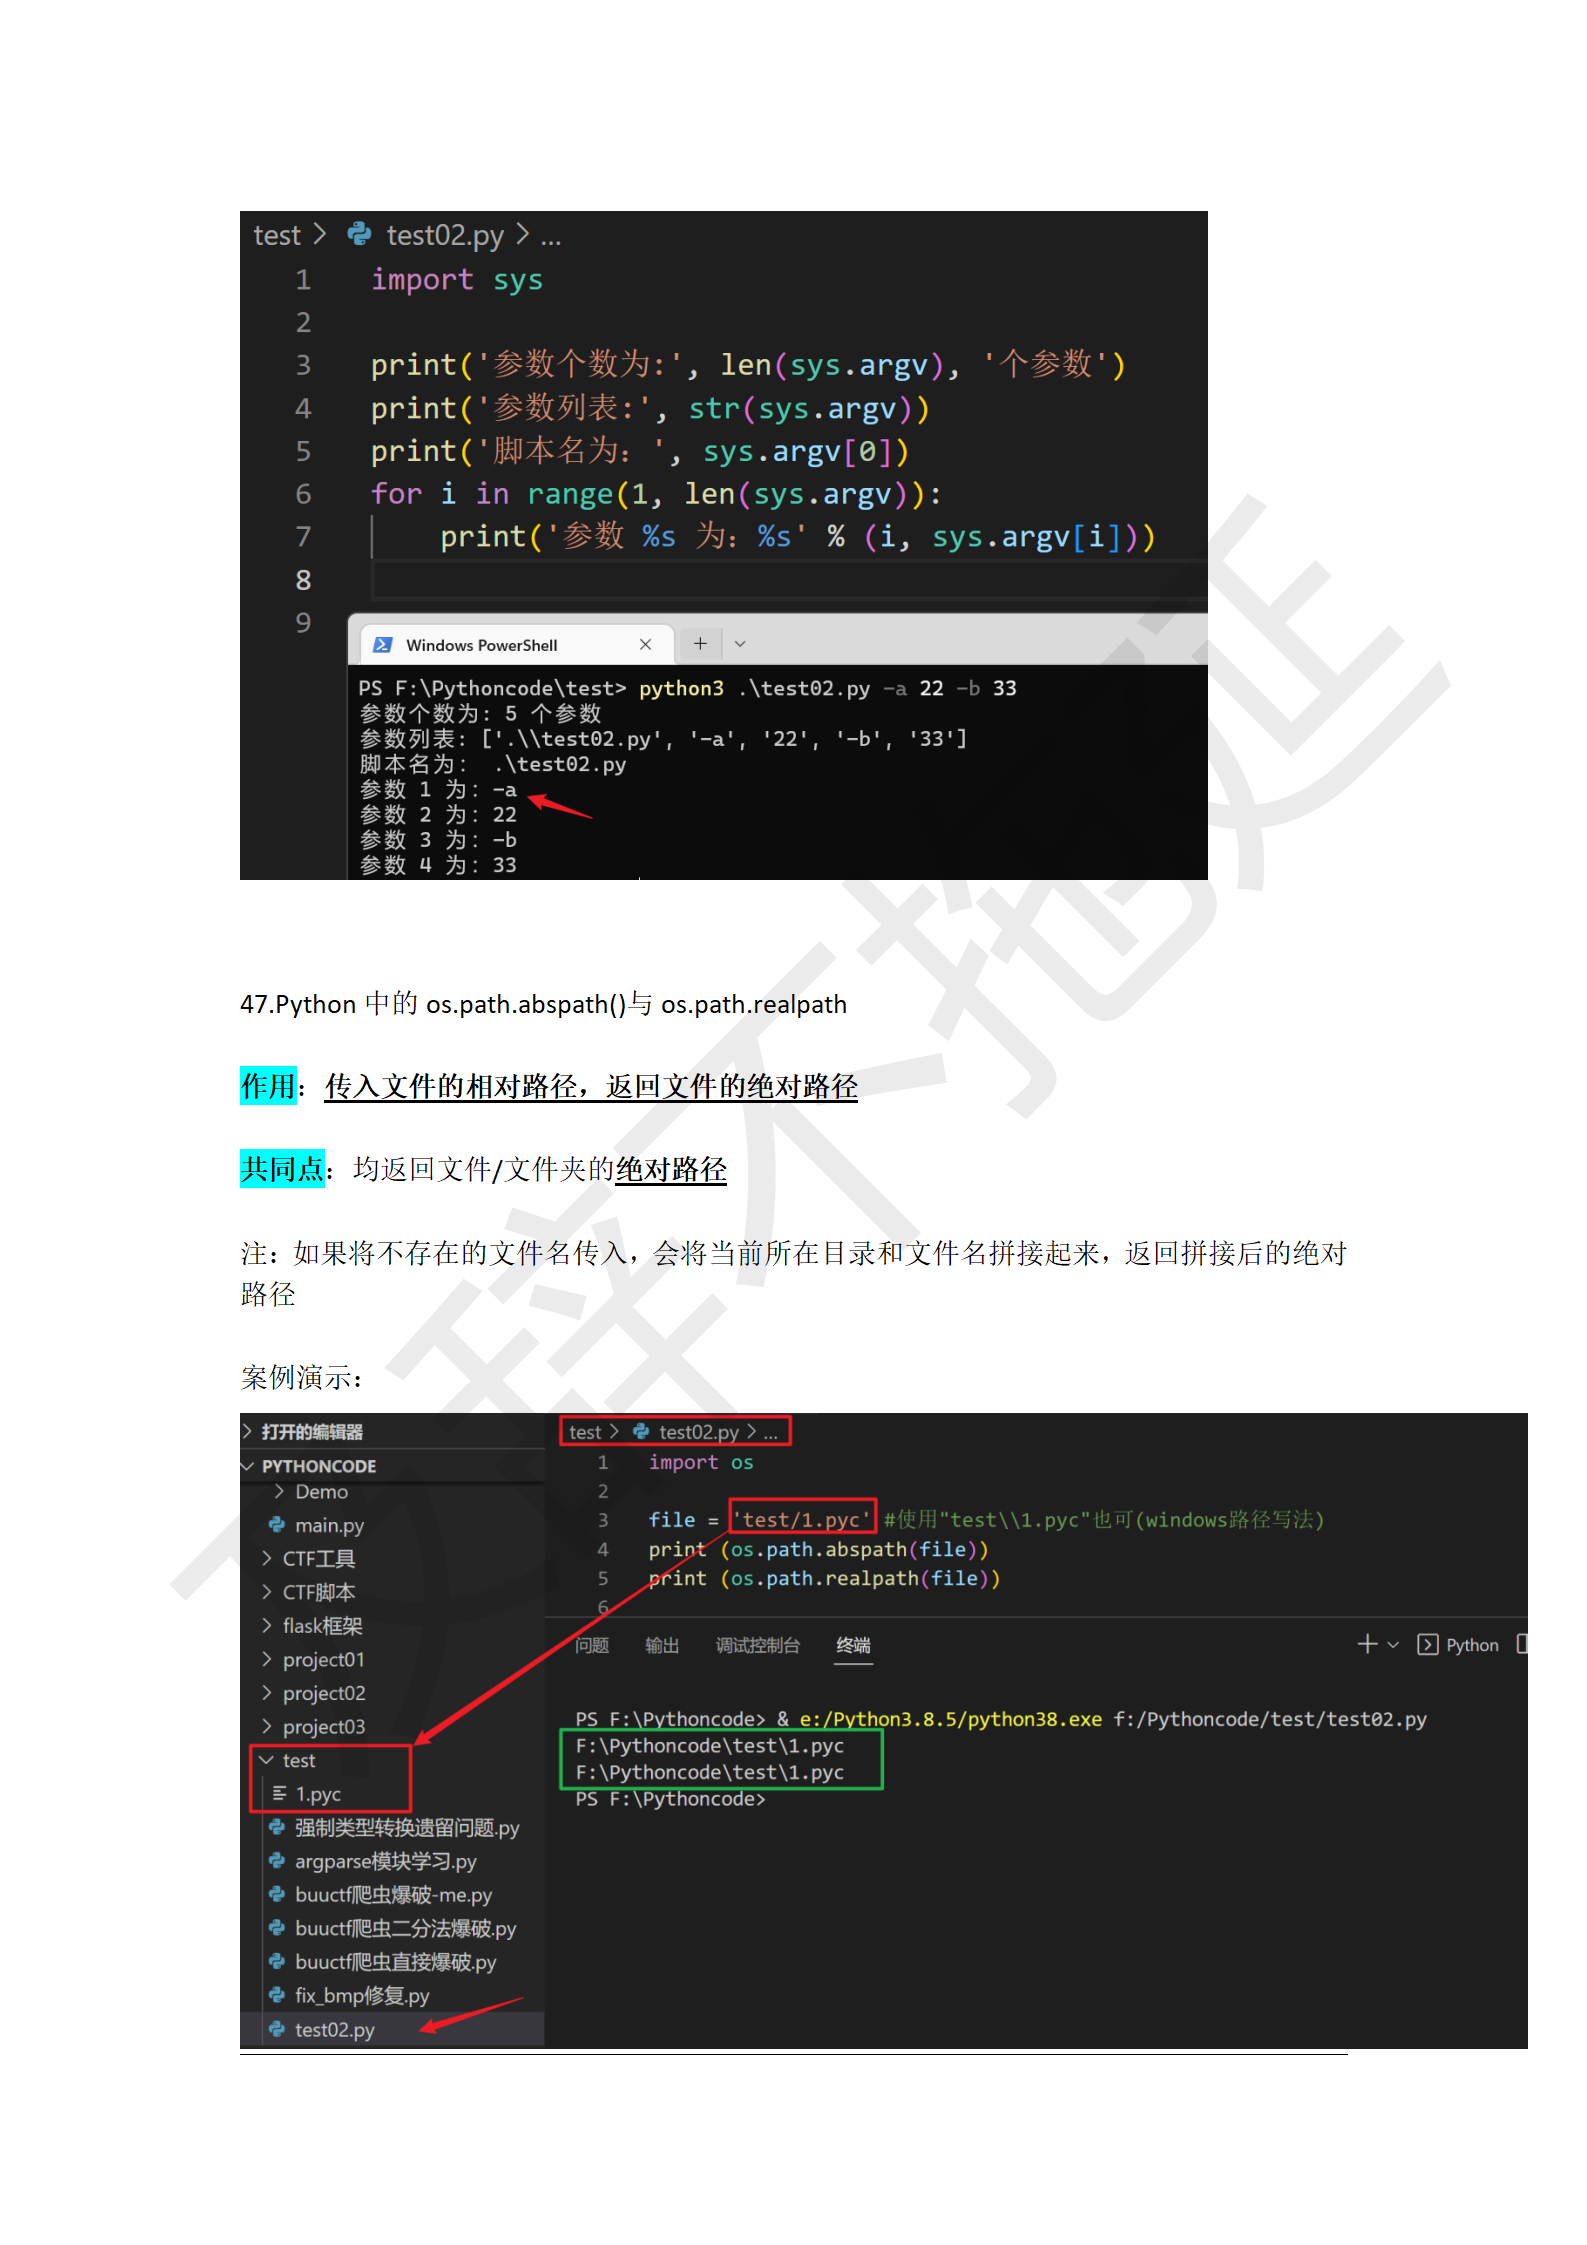 test > test02.py > ...
1 import sys
2
3 print('参数个数为:', len(sys.argv), '个参数')
4 print('参数列表:', str(sys.argv))
5 print('脚本名为: ', sys.argv[0])
6 for i in range(1, len(sys.argv)):
7 print('参数 %s 为: %s' % (i, sys.argv[i]))
8
9
Windows PowerShell
PS F:\Pythoncode\test> python3 .\test02.py -a 22 -b 33
参数个数为: 5 个参数
参数列表: ['.\\test02.py', '-a', '22', '-b', '33']
脚本名为:  .\test02.py
参数 1 为: -a
参数 2 为: 22
参数 3 为: -b
参数 4 为: 33
47.Python 中的 os.path.abspath()与 os.path.realpath
作用：传入文件的相对路径，返回文件的绝对路径
共同点：均返回文件/文件夹的绝对路径
注：如果将不存在的文件名传入，会将当前所在目录和文件名拼接起来，返回拼接后的绝对
路径
案例演示：
打开的编辑器
PYTHONCODE
Demo
main.py
CTF工具
CTF脚本
flask框架
project01
project02
project03
test
1.pyc
强制类型转换遗留问题.py
argparse模块学习.py
buuctf爬虫爆破-me.py
buuctf爬虫二分法爆破.py
buuctf爬虫直接爆破.py
fix_bmp修复.py
test02.py
test > test02.py > ...
1 import os
2
3 file = 'test/1.pyc' #使用"test\\1.pyc"也可(windows路径写法)
4 print (os.path.abspath(file))
5 print (os.path.realpath(file))
6
问题 输出 调试控制台 终端 Python
PS F:\Pythoncode> & e:/Python3.8.5/python38.exe f:/Pythoncode/test/test02.py
F:\Pythoncode\test\1.pyc
F:\Pythoncode\test\1.pyc
PS F:\Pythoncode>
辞不拖延